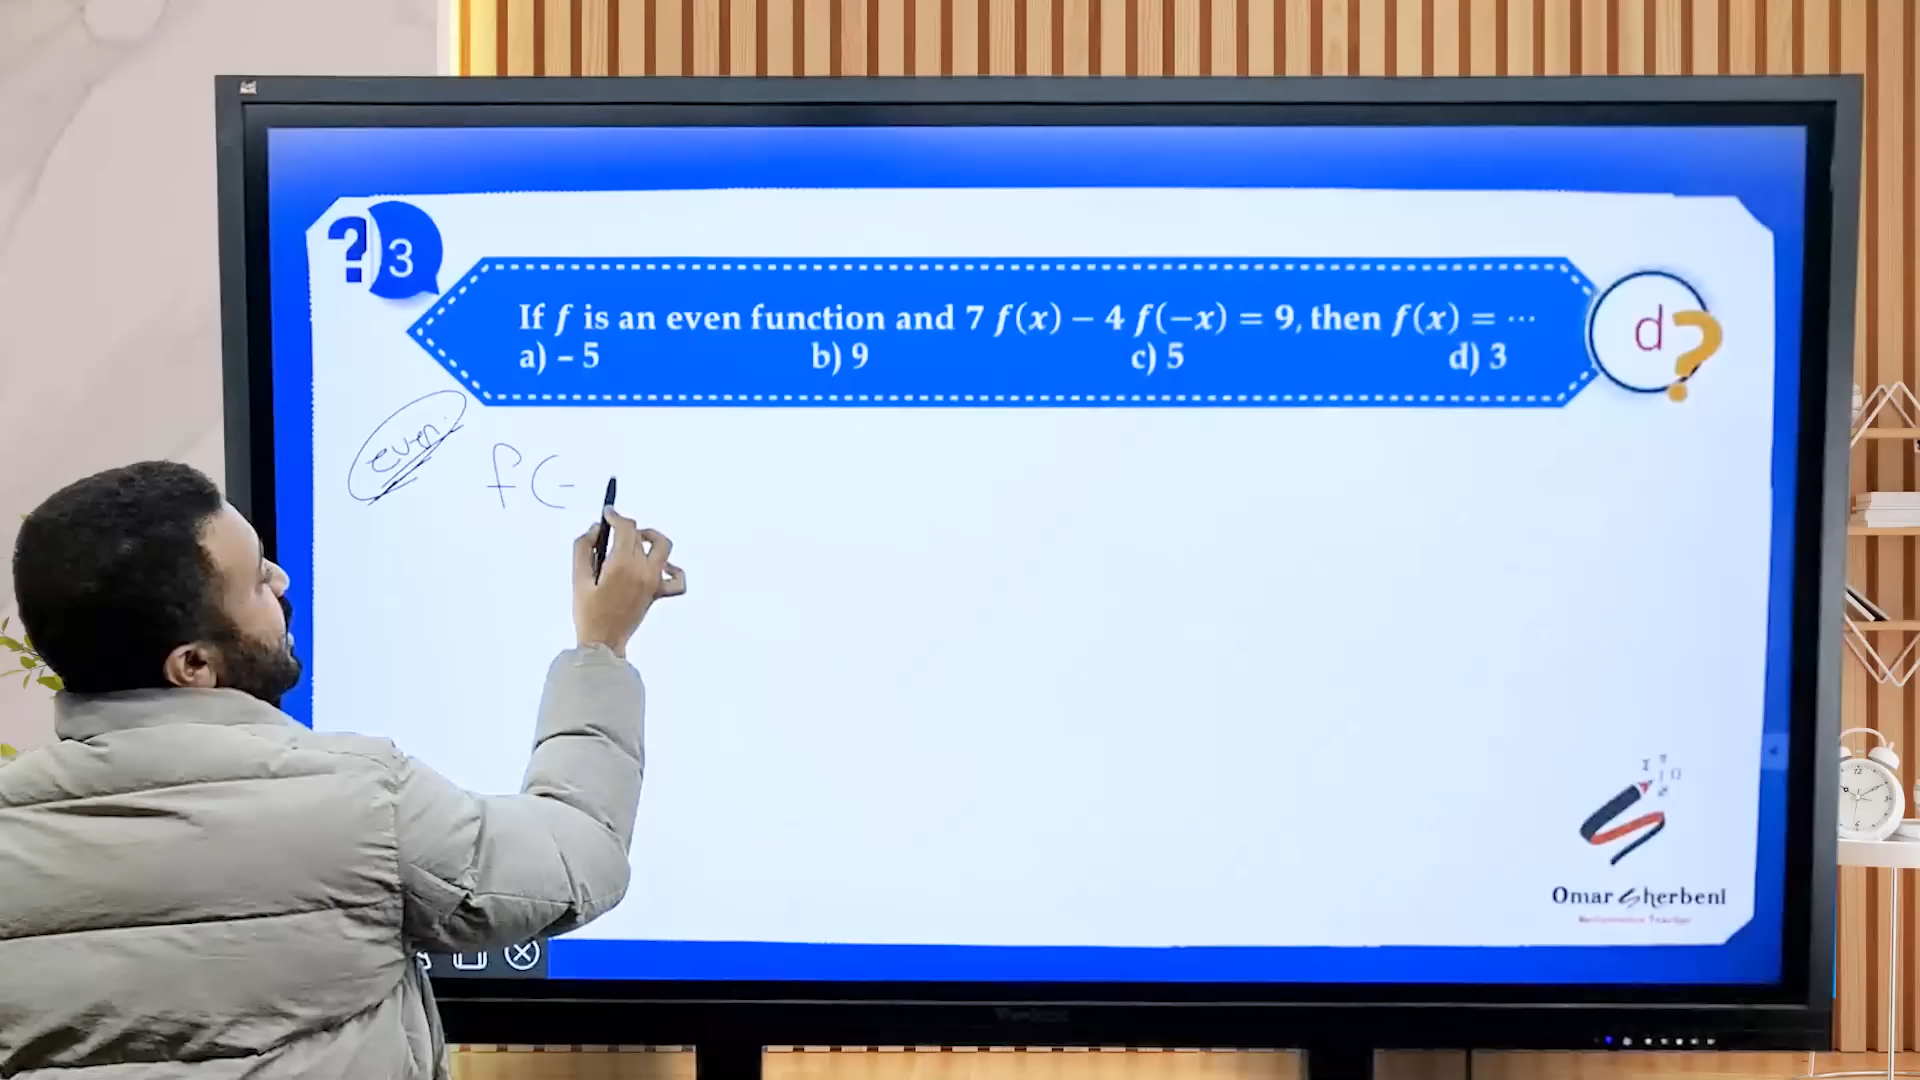 ? 3
If f is an even function and 7 f(x) − 4 f(−x) = 9, then f(x) = ···
a) – 5 b) 9 c) 5 d) 3
d ?
even
f(-
Omar Sherbeni